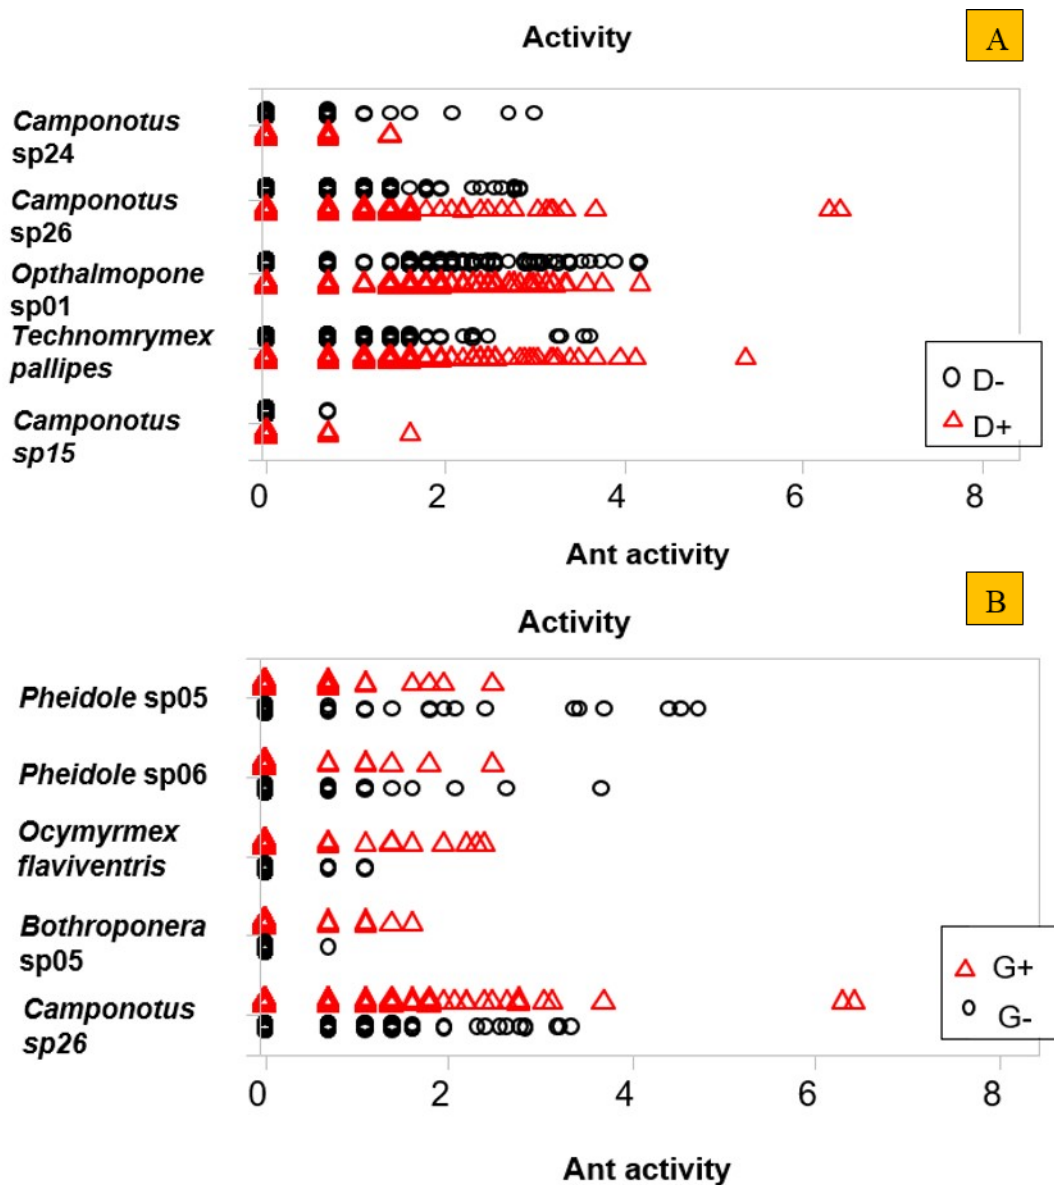 Activity
A
Camponotus
sp24
Camponotus
sp26
Opthalmopone
sp01
Technomrymex
pallipes
Camponotus
sp15
D-
D+
0 2 4 6 8
Ant activity
B
Activity
Pheidole sp05
Pheidole sp06
Ocymyrmex
flaviventris
Bothroponera
sp05
Camponotus
sp26
G+
G-
0 2 4 6 8
Ant activity